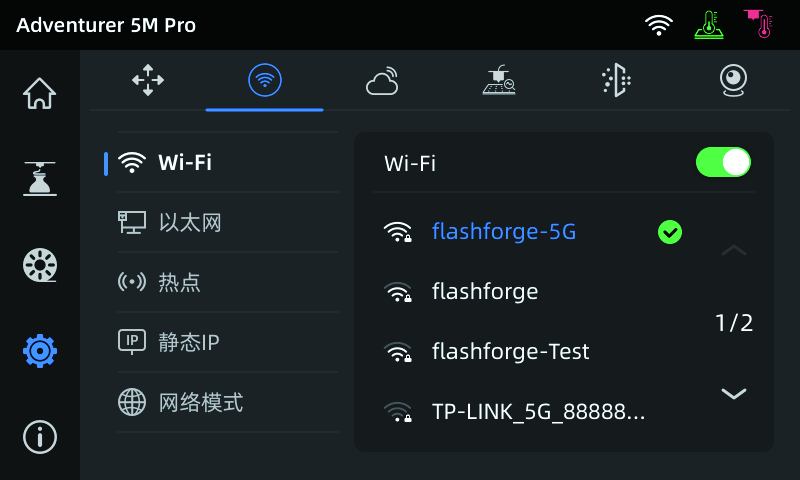 Adventurer 5M Pro
Wi-Fi
以太网
热点
IP
静态IP
网络模式
Wi-Fi
flashforge-5G
flashforge
flashforge-Test
TP-LINK_5G_88888...
1/2